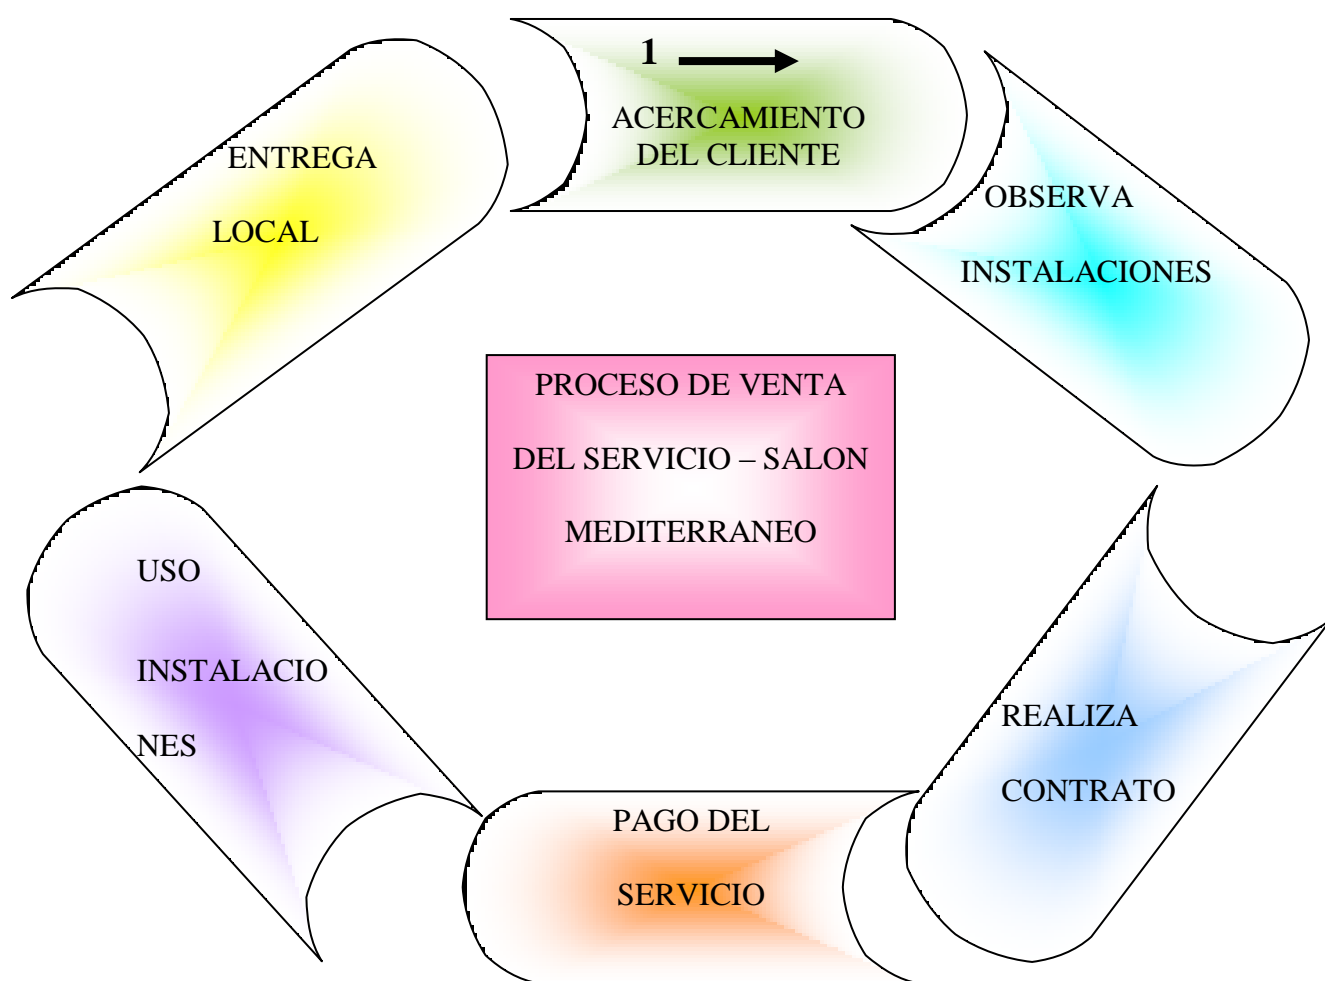 1
ACERCAMIENTO
DEL CLIENTE
OBSERVA
INSTALACIONES
REALIZA
CONTRATO
PAGO DEL
SERVICIO
USO
INSTALACIO
NES
ENTREGA
LOCAL
PROCESO DE VENTA
DEL SERVICIO – SALON
MEDITERRANEO